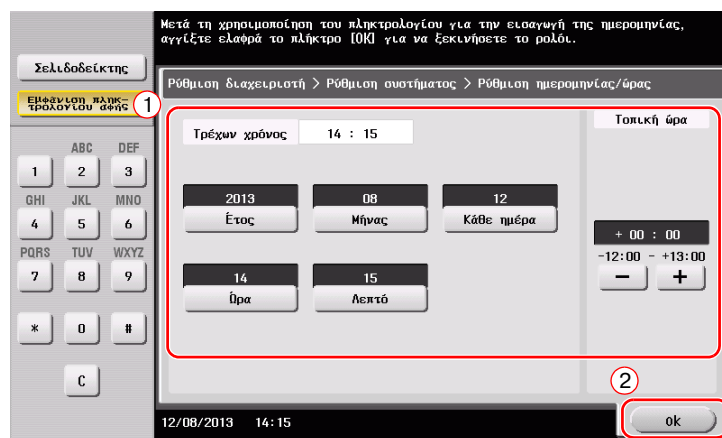 Μετά τη χρησιμοποίηση του πληκτρολογίου για την εισαγωγή της ημερομηνίας,
αγγίξτε ελαφρά το πλήκτρο [OK] για να ξεκινήσετε το ρολόι.
Σελιδοδείκτης
Εμφάνιση πληκ-
τρολογίου αφής
1
Ρύθμιση διαχειριστή > Ρύθμιση συστήματος > Ρύθμιση ημερομηνίας/ώρας
Τρέχων χρόνος 14 : 15
Τοπική ώρα
ABC DEF
1 2 3
GHI JKL MNO
4 5 6
PQRS TUV WXYZ
7 8 9
* 0 #
C
2013 08 12
Έτος Μήνας Κάθε ημέρα
14 15
Ώρα Λεπτό
+ 00 : 00
-12:00 - +13:00
− +
2
12/08/2013 14:15
ok